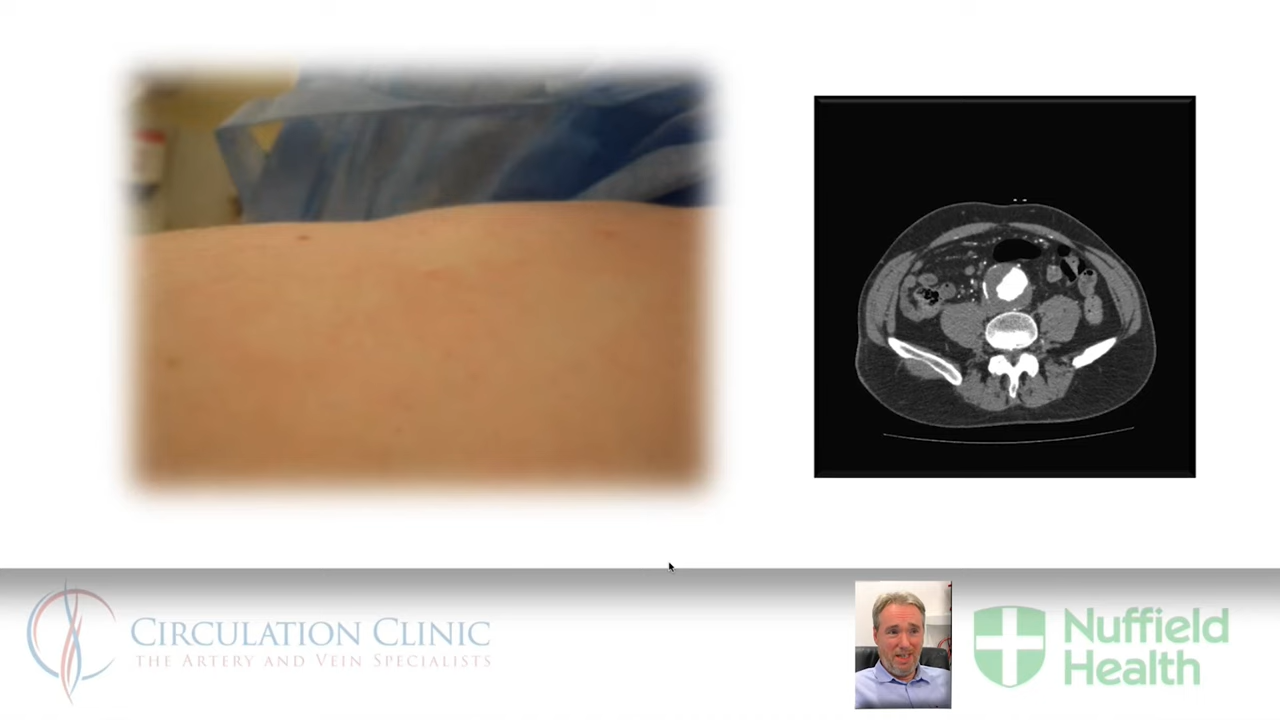 CIRCULATION CLINIC
THE ARTERY AND VEIN SPECIALISTS
Nuffield
Health